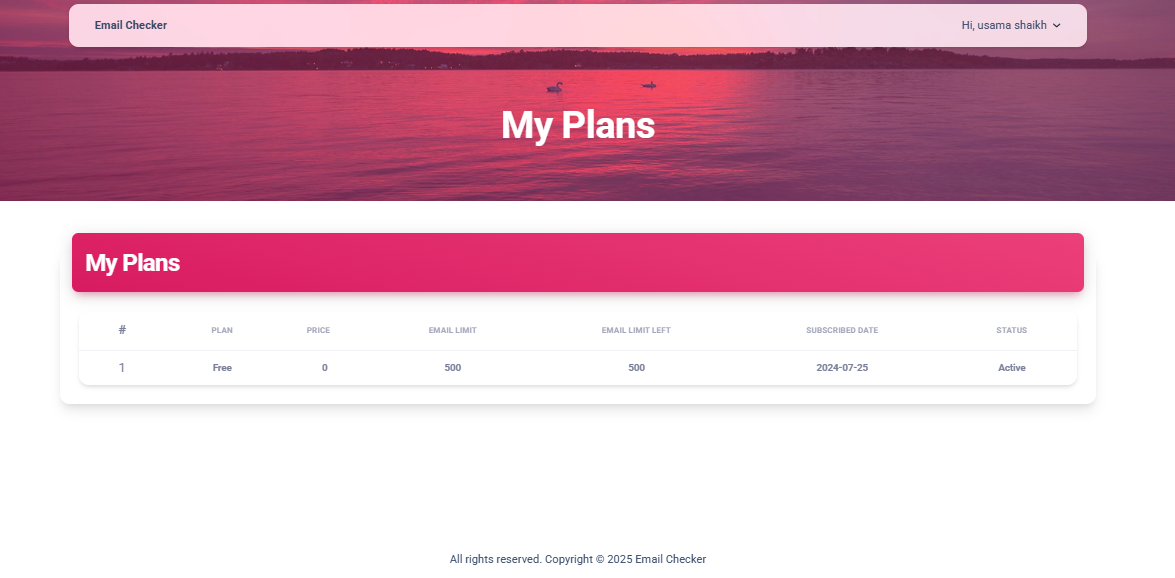 Email Checker
Hi, usama shaikh
My Plans
My Plans
# PLAN PRICE EMAIL LIMIT EMAIL LIMIT LEFT SUBSCRIBED DATE STATUS
1 Free 0 500 500 2024-07-25 Active
All rights reserved. Copyright © 2025 Email Checker